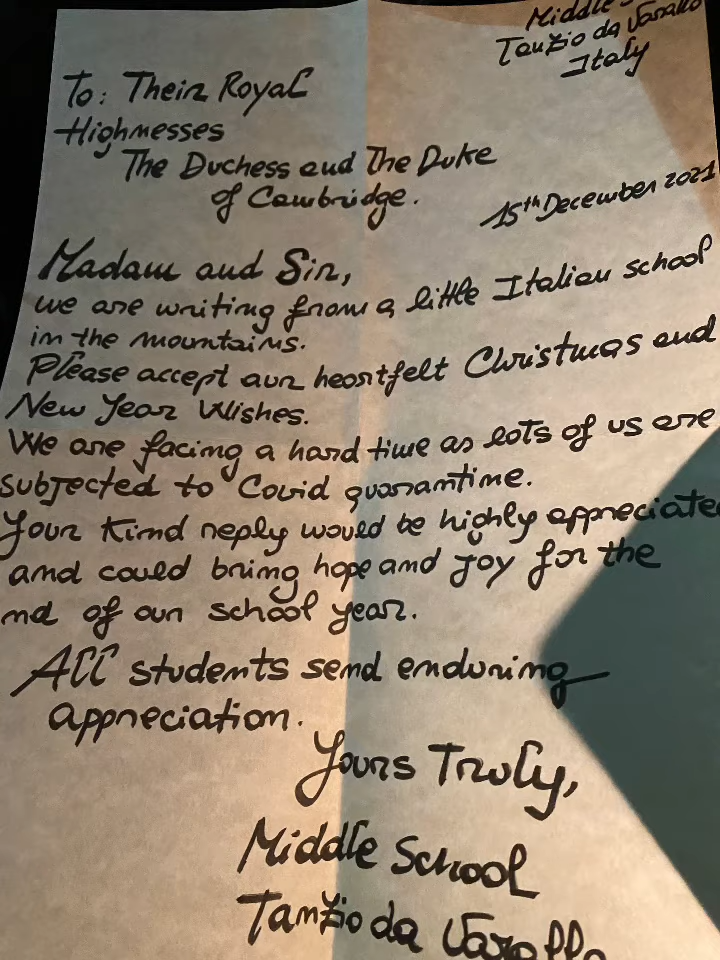 Middle
Tanzio da Varallo
Italy
To: Their Royal
Highnesses
The Duchess and The Duke
of Cambridge.
15th December 2021
Madam and Sir,
we are writing from a little Italian school
in the mountains.
Please accept our heartfelt Christmas and
New Year Wishes.
We are facing a hard time as lots of us are
subjected to Covid quarantine.
Your kind reply would be highly appreciate
and could bring hope and joy for the
nd of our school year.
All students send enduring
appreciation.
Yours Truly,
Middle School
Tanzio da Varallo